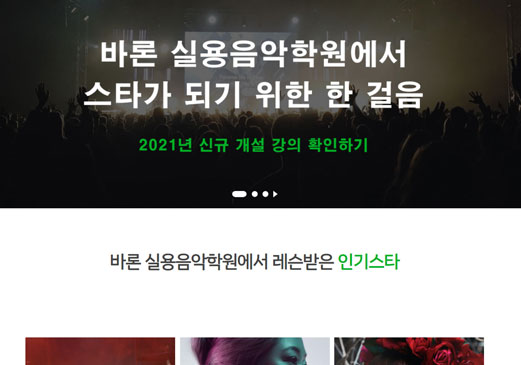 바론 실용음악학원에서
스타가 되기 위한 한 걸음
2021년 신규 개설 강의 확인하기
바론 실용음악학원에서 레슨받은 인기스타